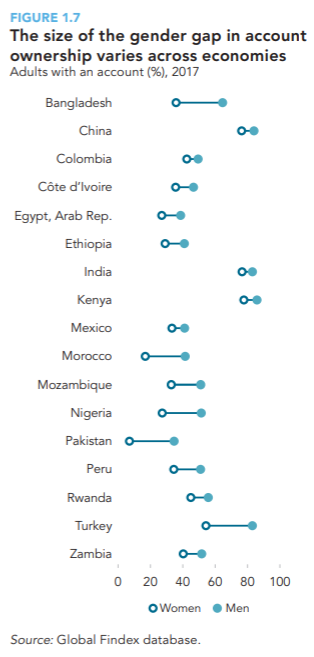 FIGURE 1.7
The size of the gender gap in account
ownership varies across economies
Adults with an account (%), 2017
Bangladesh
China
Colombia
Côte d’Ivoire
Egypt, Arab Rep.
Ethiopia
India
Kenya
Mexico
Morocco
Mozambique
Nigeria
Pakistan
Peru
Rwanda
Turkey
Zambia
0 20 40 60 80 100
Women Men
Source: Global Findex database.